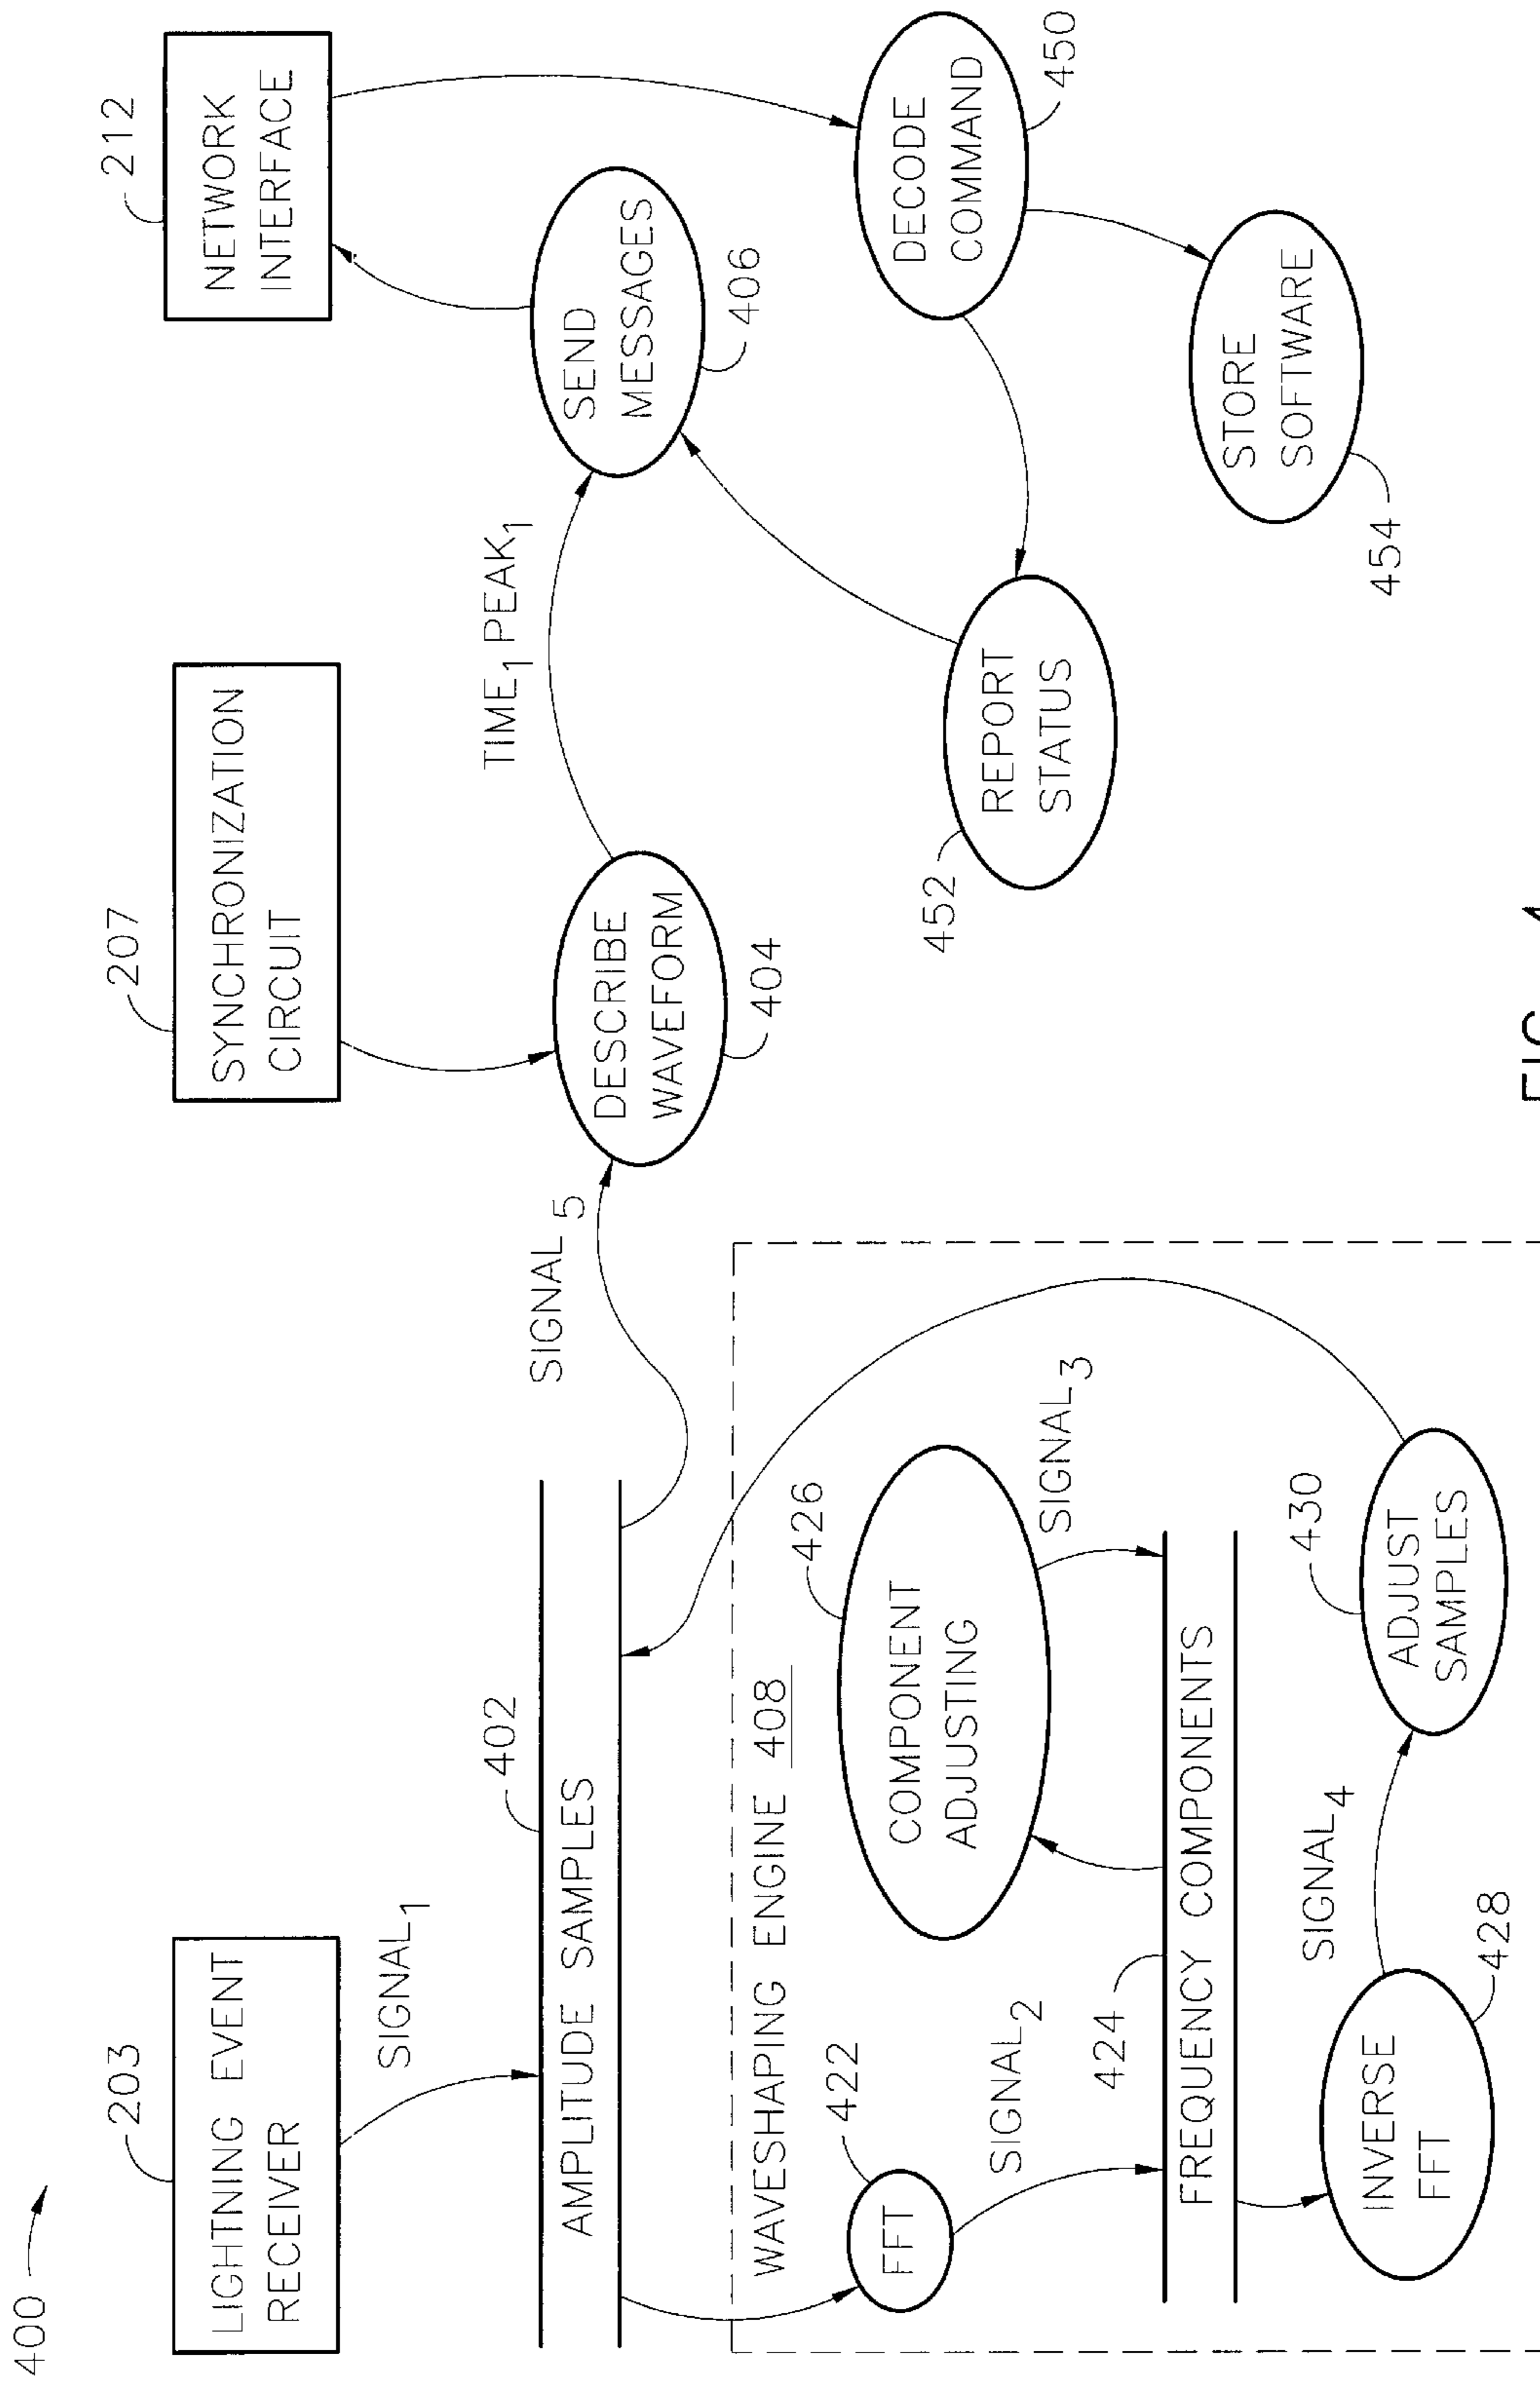 400
203
LIGHTNING EVENT
RECEIVER
SIGNAL1
207
SYNCHRONIZATION
CIRCUIT
212
NETWORK
INTERFACE
402
AMPLITUDE SAMPLES
SIGNAL5
DESCRIBE
WAVEFORM
404
TIME1 PEAK1
SEND
MESSAGES
406
WAVESHAPING ENGINE 408
422
FFT
SIGNAL2
426
COMPONENT
ADJUSTING
SIGNAL3
424
FREQUENCY COMPONENTS
INVERSE
FFT
428
SIGNAL4
430
ADJUST
SAMPLES
452
REPORT
STATUS
DECODE
COMMAND
450
STORE
SOFTWARE
454